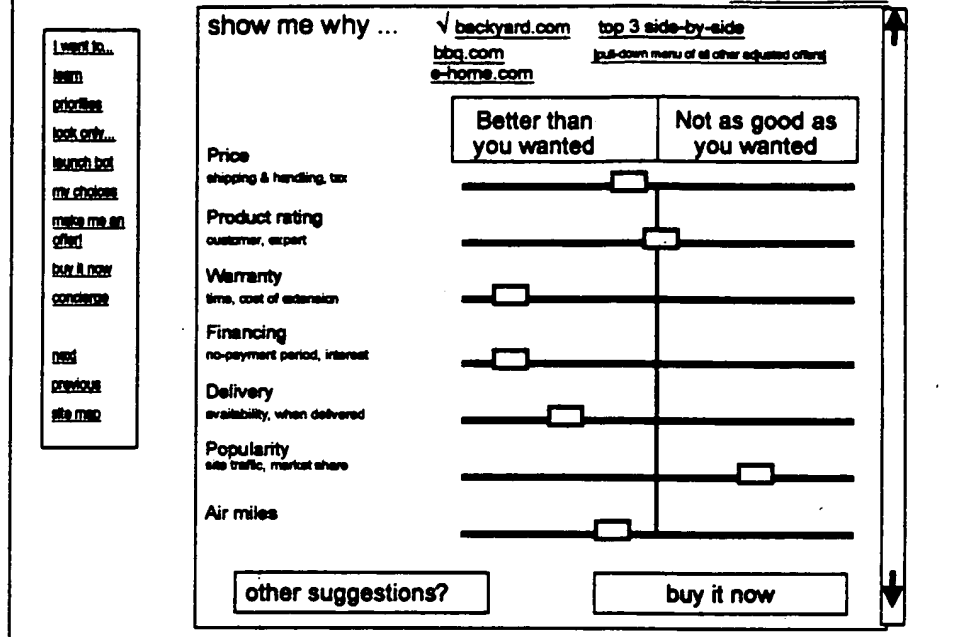 I want to...
learn
priorities
look only...
launch bot
my choices
make me an
offer!
buy it now
concierge
next
previous
site map
show me why ...
√ backyard.com
bbq.com
e-home.com
top 3 side-by-side
[pull-down menu of all other adjusted offers]
Better than
you wanted
Not as good as
you wanted
Price
shipping & handling, tax
Product rating
customer, expert
Warranty
time, cost of extension
Financing
no-payment period, interest
Delivery
availability, when delivered
Popularity
site traffic, market share
Air miles
other suggestions?
buy it now